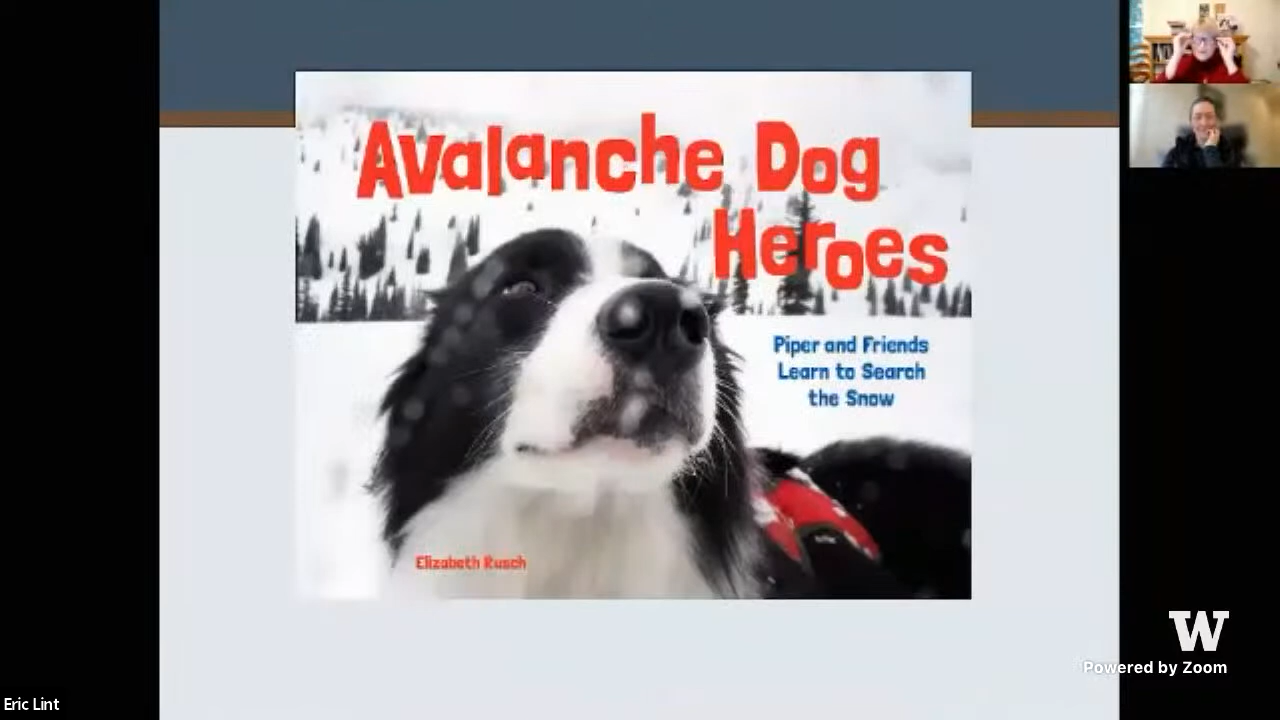 Avalanche Dog
Heroes
Piper and Friends
Learn to Search
the Snow
Elizabeth Rusch
W
Powered by Zoom
Eric Lint